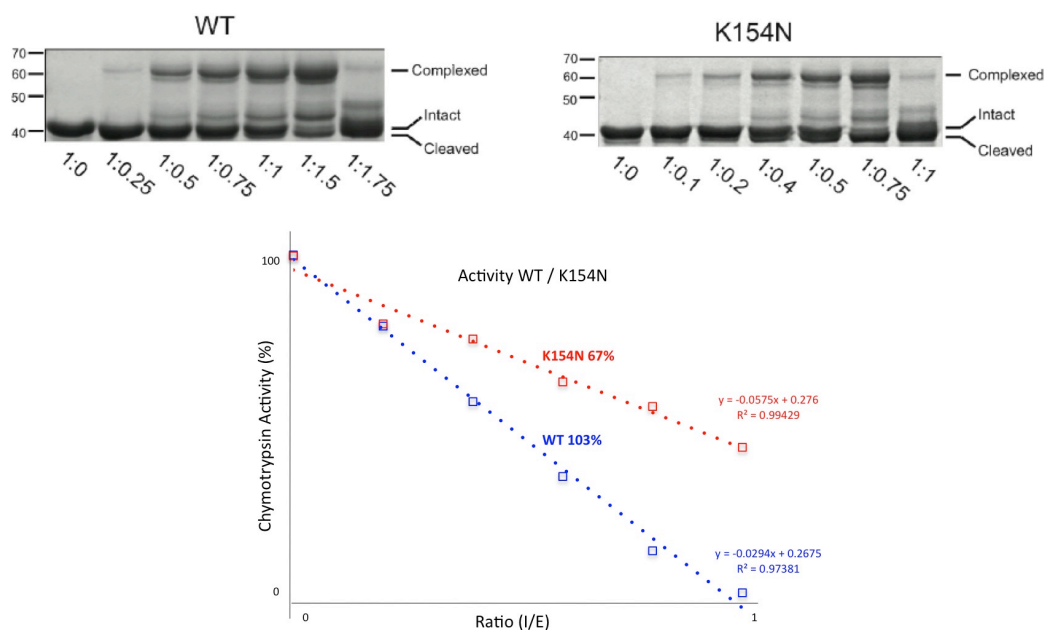 WT
70
60
50
40
Complexed
Intact
Cleaved
1:0
1:0.25
1:0.5
1:0.75
1:1
1:1.5
1:1.75
K154N
70
60
50
40
Complexed
Intact
Cleaved
1:0
1:0.1
1:0.2
1:0.4
1:0.5
1:0.75
1:1
Activity WT / K154N
Chymotrypsin Activity (%)
100
0
K154N 67%
y = -0.0575x + 0.276
R² = 0.99429
WT 103%
y = -0.0294x + 0.2675
R² = 0.97381
0
1
Ratio (I/E)